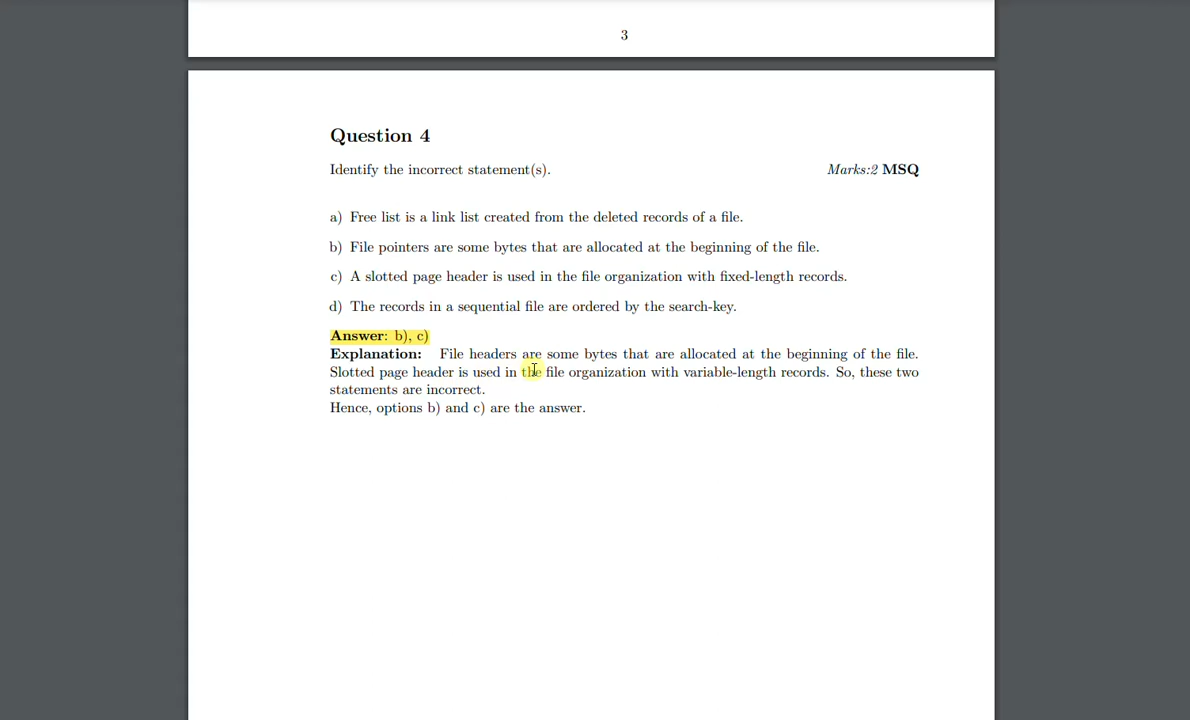 3
Question 4
Identify the incorrect statement(s). Marks:2 MSQ
a) Free list is a link list created from the deleted records of a file.
b) File pointers are some bytes that are allocated at the beginning of the file.
c) A slotted page header is used in the file organization with fixed-length records.
d) The records in a sequential file are ordered by the search-key.
Answer: b), c)
Explanation: File headers are some bytes that are allocated at the beginning of the file.
Slotted page header is used in the file organization with variable-length records. So, these two
statements are incorrect.
Hence, options b) and c) are the answer.